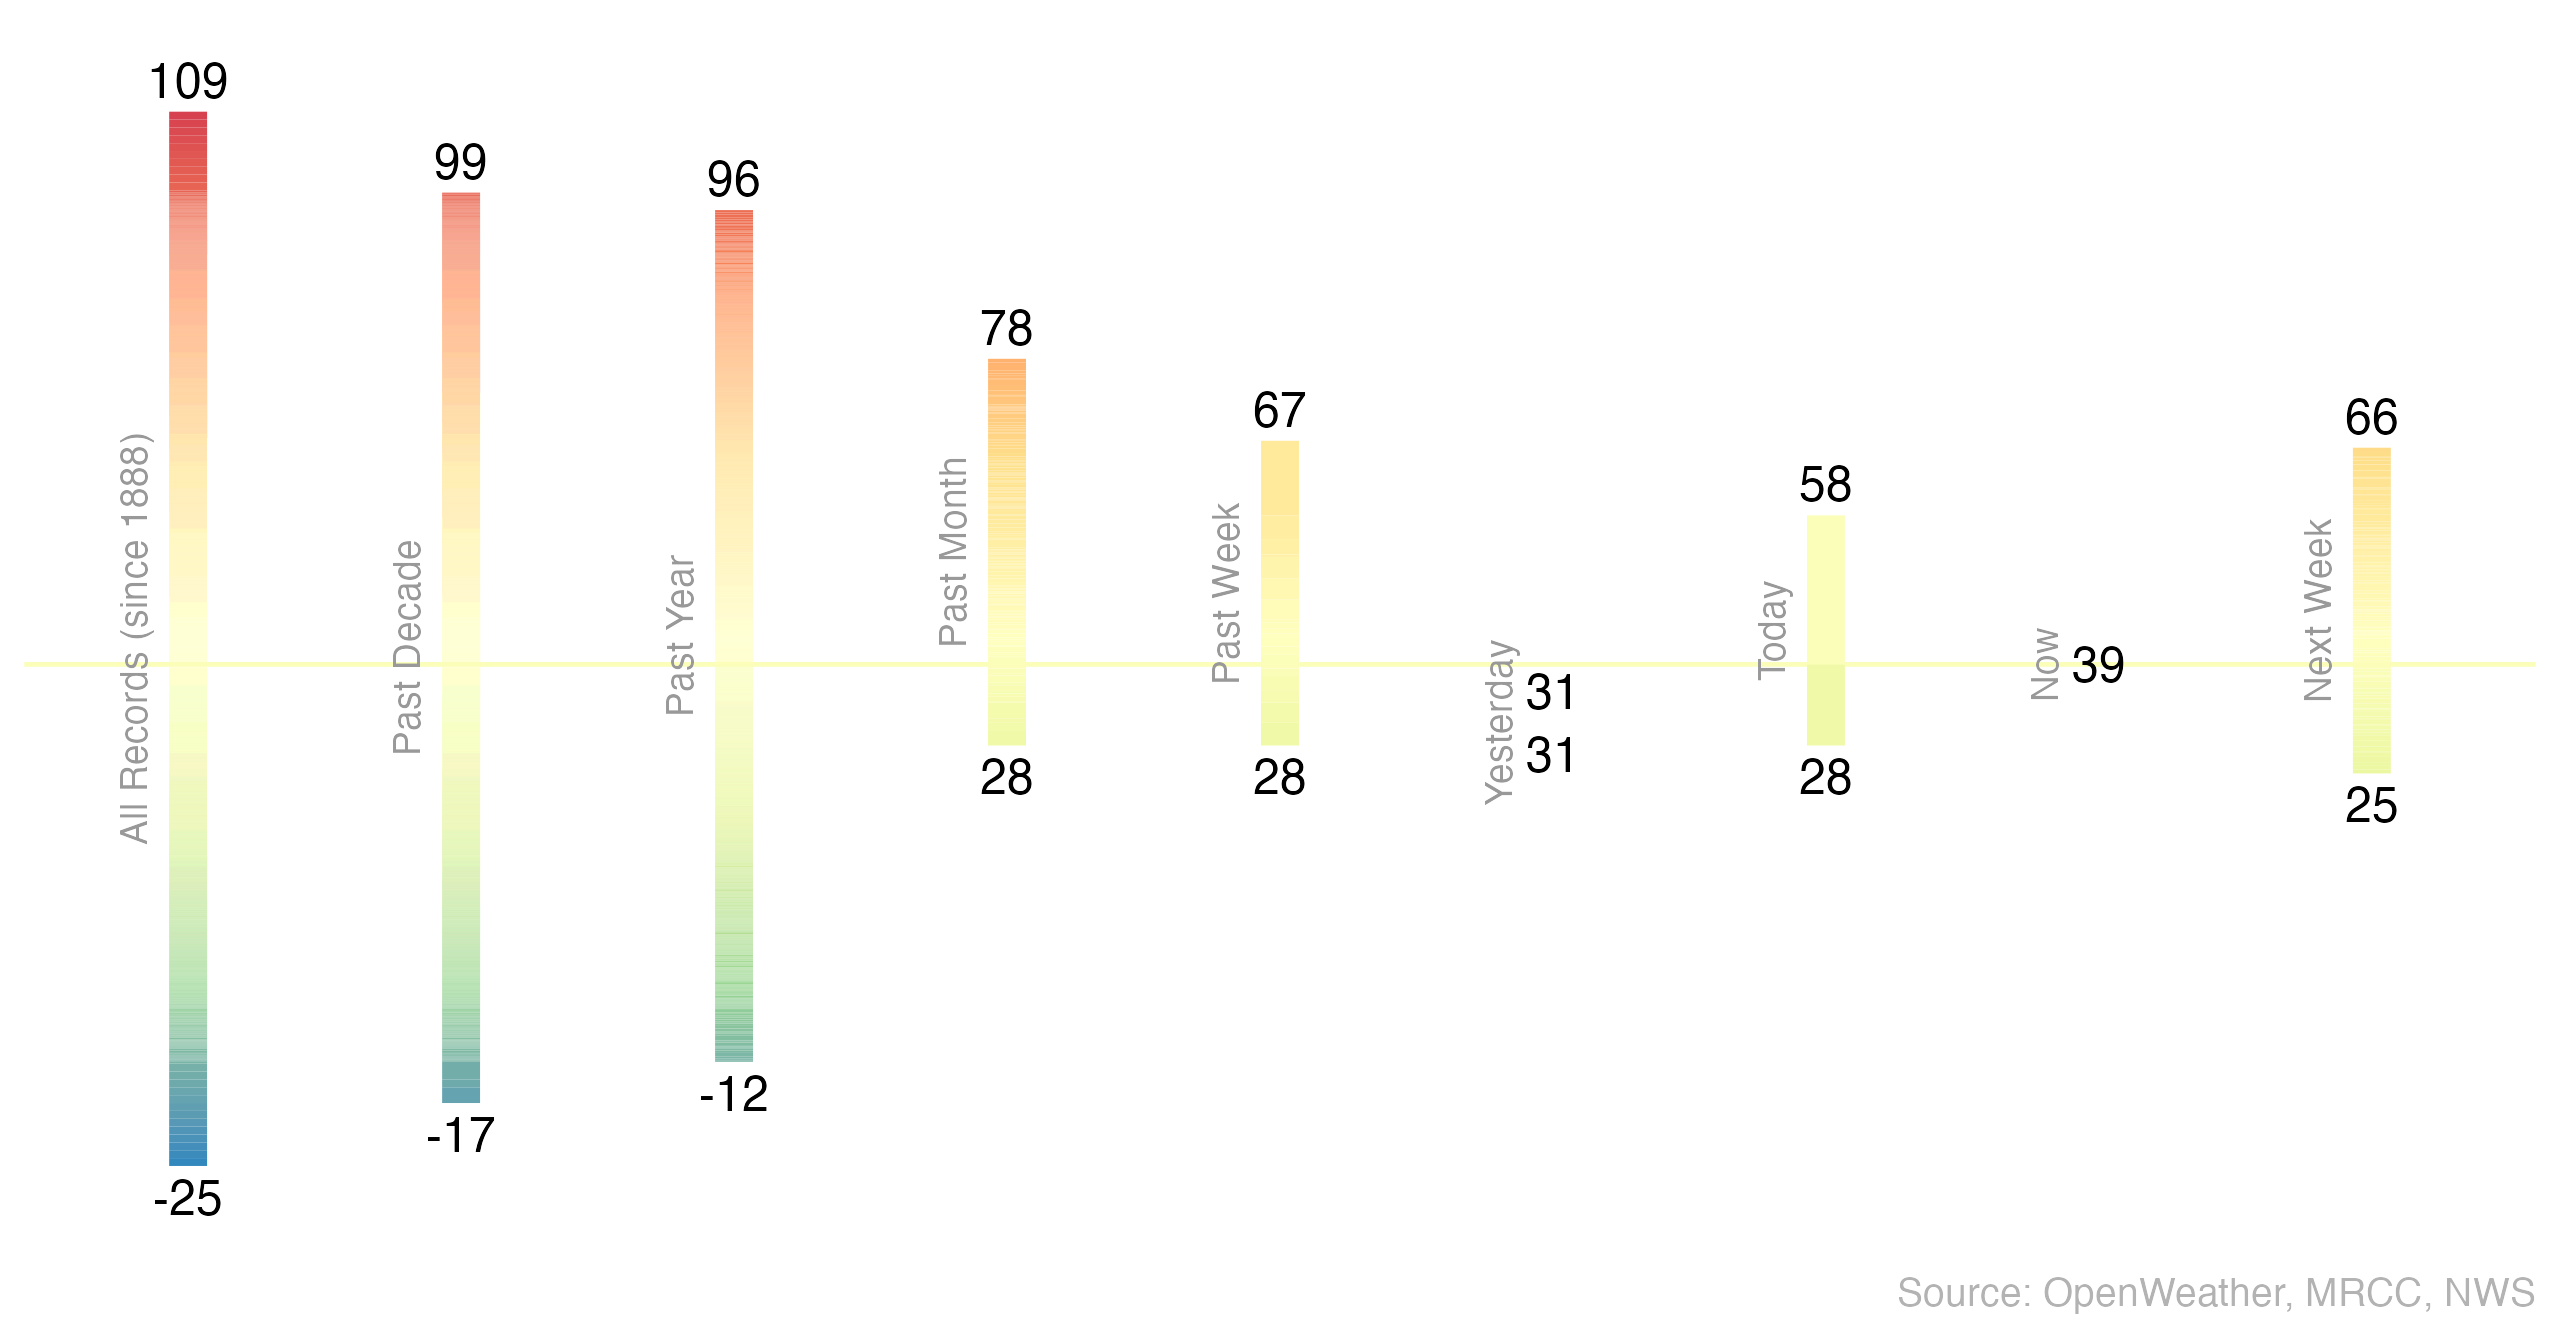 109
All Records (since 1888)
-25
99
Past Decade
-17
96
Past Year
-12
78
Past Month
28
67
Past Week
28
Yesterday
31
31
58
Today
28
Now
39
66
Next Week
25
Source: OpenWeather, MRCC, NWS